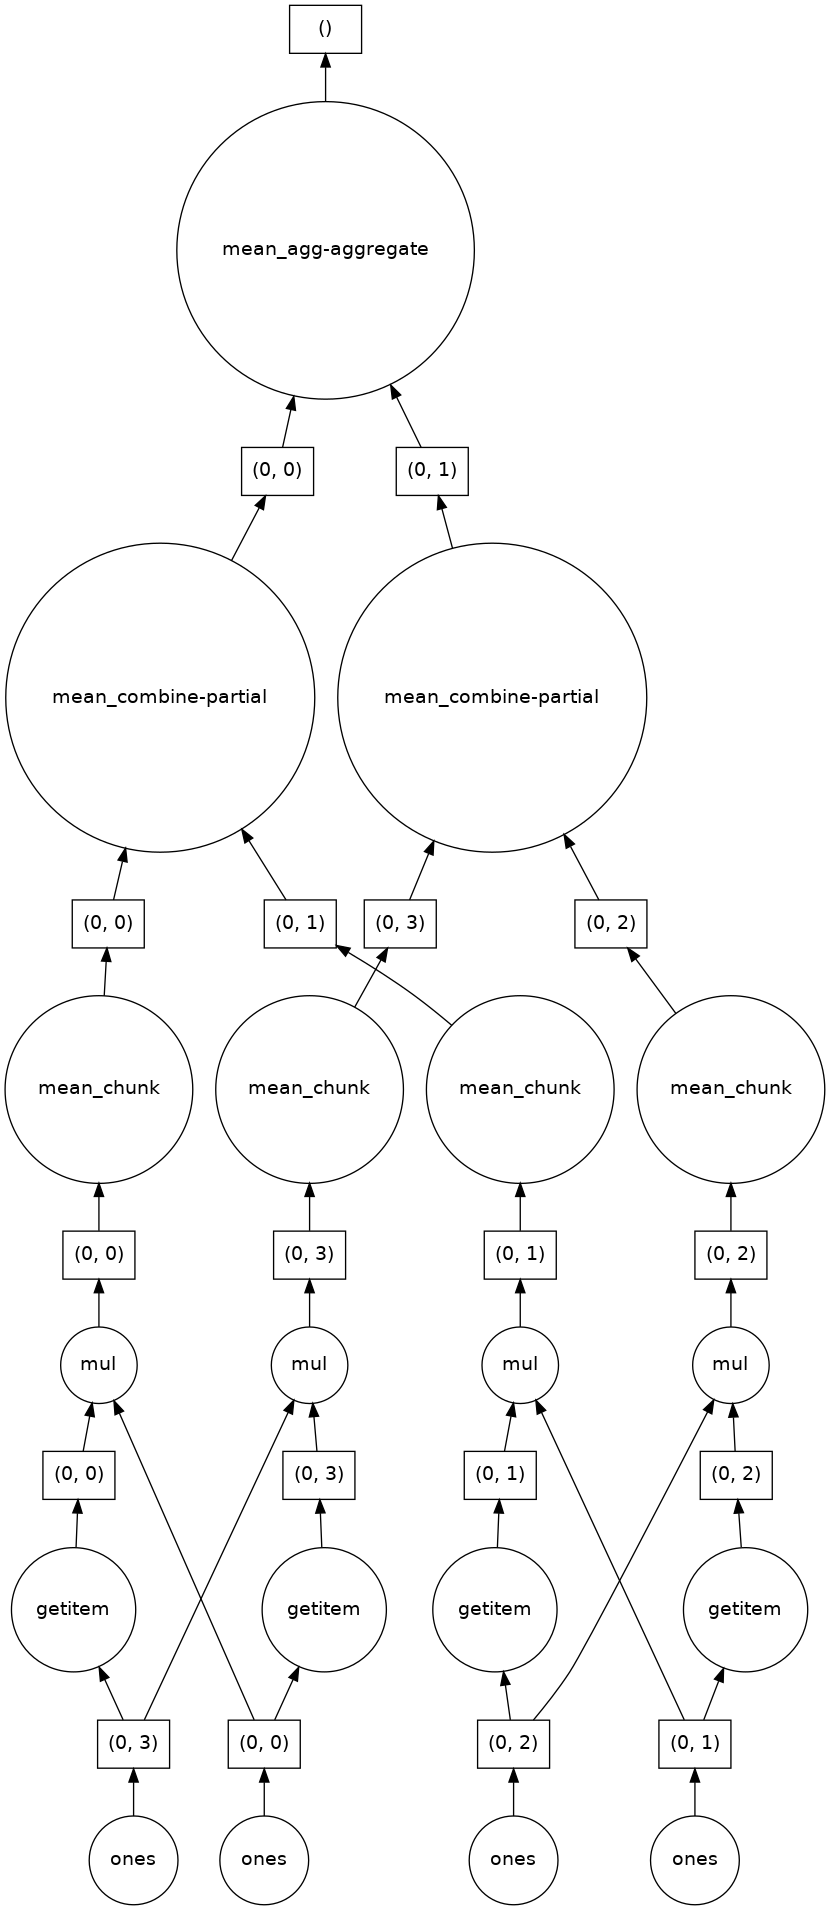 ()
mean_agg-aggregate
(0, 0)
(0, 1)
mean_combine-partial
mean_combine-partial
(0, 0)
(0, 1)
(0, 3)
(0, 2)
mean_chunk
mean_chunk
mean_chunk
mean_chunk
(0, 0)
(0, 3)
(0, 1)
(0, 2)
mul
mul
mul
mul
(0, 0)
(0, 3)
(0, 1)
(0, 2)
getitem
getitem
getitem
getitem
(0, 3)
(0, 0)
(0, 2)
(0, 1)
ones
ones
ones
ones